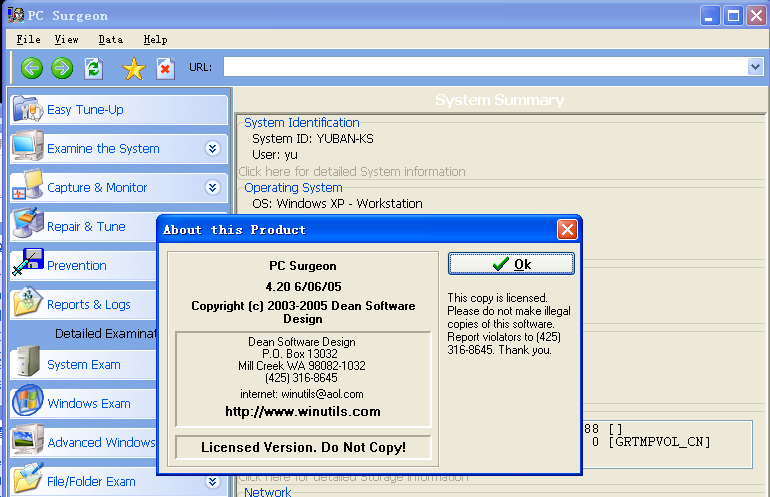 PC Surgeon
File View Data Help
URL:
Easy Tune-Up
Examine the System
Capture & Monitor
Repair & Tune
Prevention
Reports & Logs
Detailed Examinat
System Exam
Windows Exam
Advanced Windows
File/Folder Exam
System Summary
System Identification
System ID: YUBAN-KS
User: yu
Click here for detailed System information
Operating System
OS: Windows XP - Workstation
About this Product
PC Surgeon
4.20 6/06/05
Copyright (c) 2003-2005 Dean Software
Design
Dean Software Design
P.O. Box 13032
Mill Creek WA 98082-1032
(425) 316-8645
internet: winutils@aol.com
http://www.winutils.com
Licensed Version. Do Not Copy!
Ok
This copy is licensed.
Please do not make illegal
copies of this software.
Report violators to (425)
316-8645. Thank you.
88 []
0 [GRTMPVOL_CN]
Click here for detailed Storage information
Network